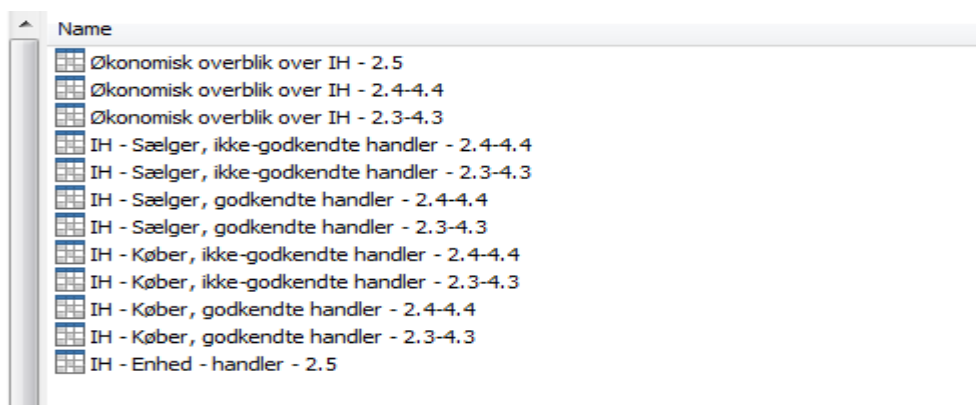 Name
Økonomisk overblik over IH - 2.5
Økonomisk overblik over IH - 2.4-4.4
Økonomisk overblik over IH - 2.3-4.3
IH - Sælger, ikke-godkendte handler - 2.4-4.4
IH - Sælger, ikke-godkendte handler - 2.3-4.3
IH - Sælger, godkendte handler - 2.4-4.4
IH - Sælger, godkendte handler - 2.3-4.3
IH - Køber, ikke-godkendte handler - 2.4-4.4
IH - Køber, ikke-godkendte handler - 2.3-4.3
IH - Køber, godkendte handler - 2.4-4.4
IH - Køber, godkendte handler - 2.3-4.3
IH - Enhed - handler - 2.5